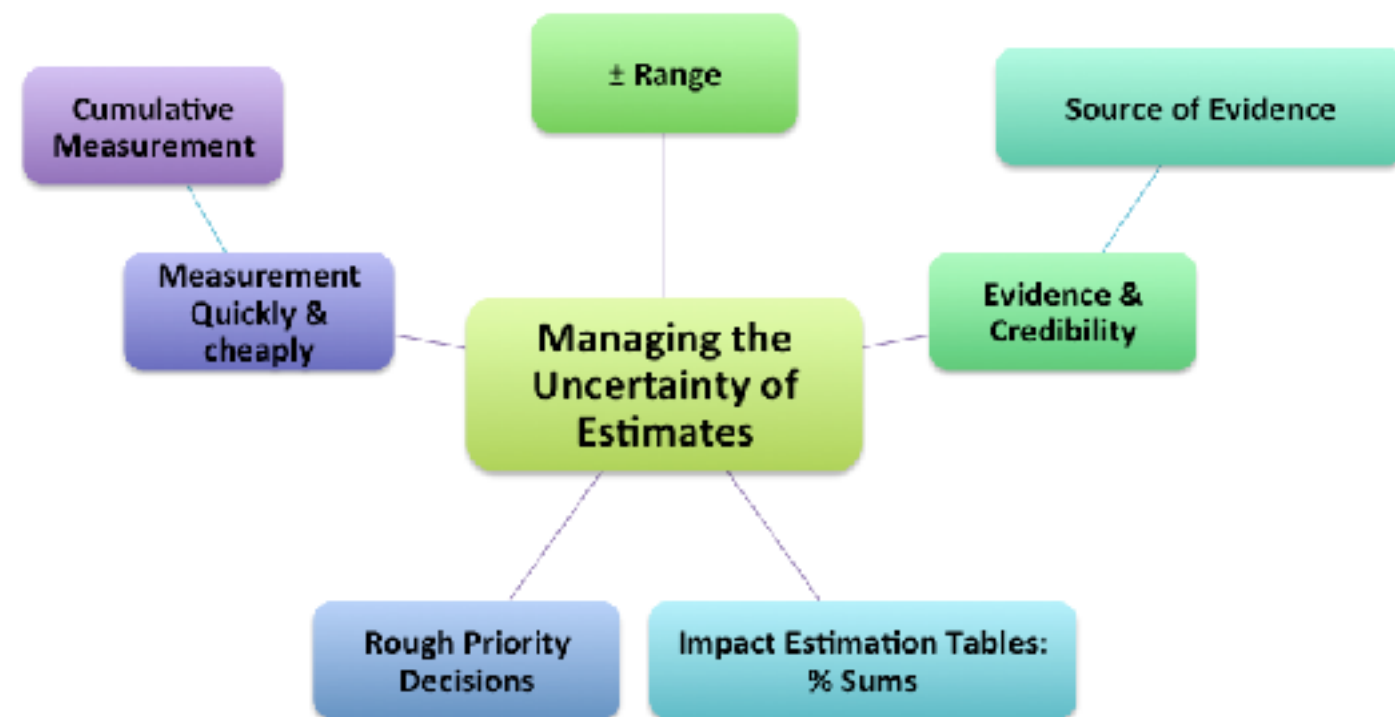 ± Range
Cumulative
Measurement
Source of Evidence
Measurement
Quickly &
cheaply
Evidence &
Credibility
Managing the
Uncertainty of
Estimates
Rough Priority
Decisions
Impact Estimation Tables:
% Sums